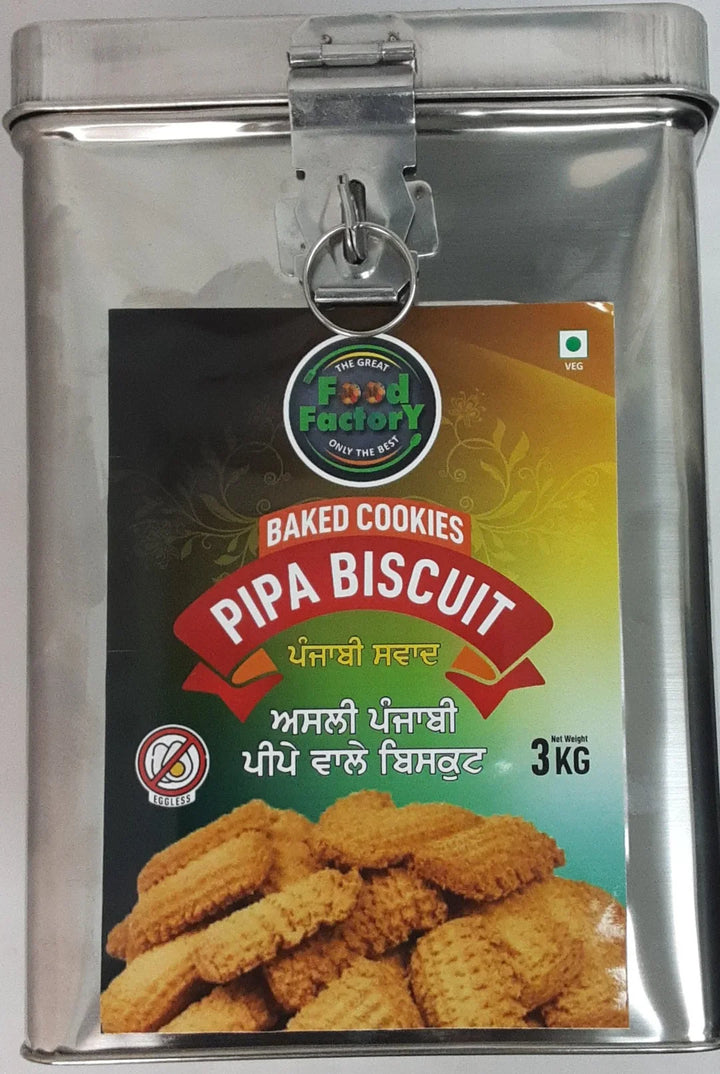 THE GREAT
Food
FactorY
ONLY THE BEST
VEG
BAKED COOKIES
PIPA BISCUIT
ਪੰਜਾਬੀ ਸਵਾਦ
ਅਸਲੀ ਪੰਜਾਬੀ
ਪੀਪੇ ਵਾਲੇ ਬਿਸਕੁਟ
Net Weight
3KG
EGGLESS